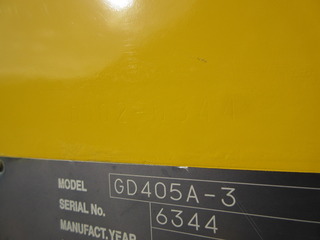 MODEL GD405A-3
SERIAL No. 6344
MANUFACT. YEAR